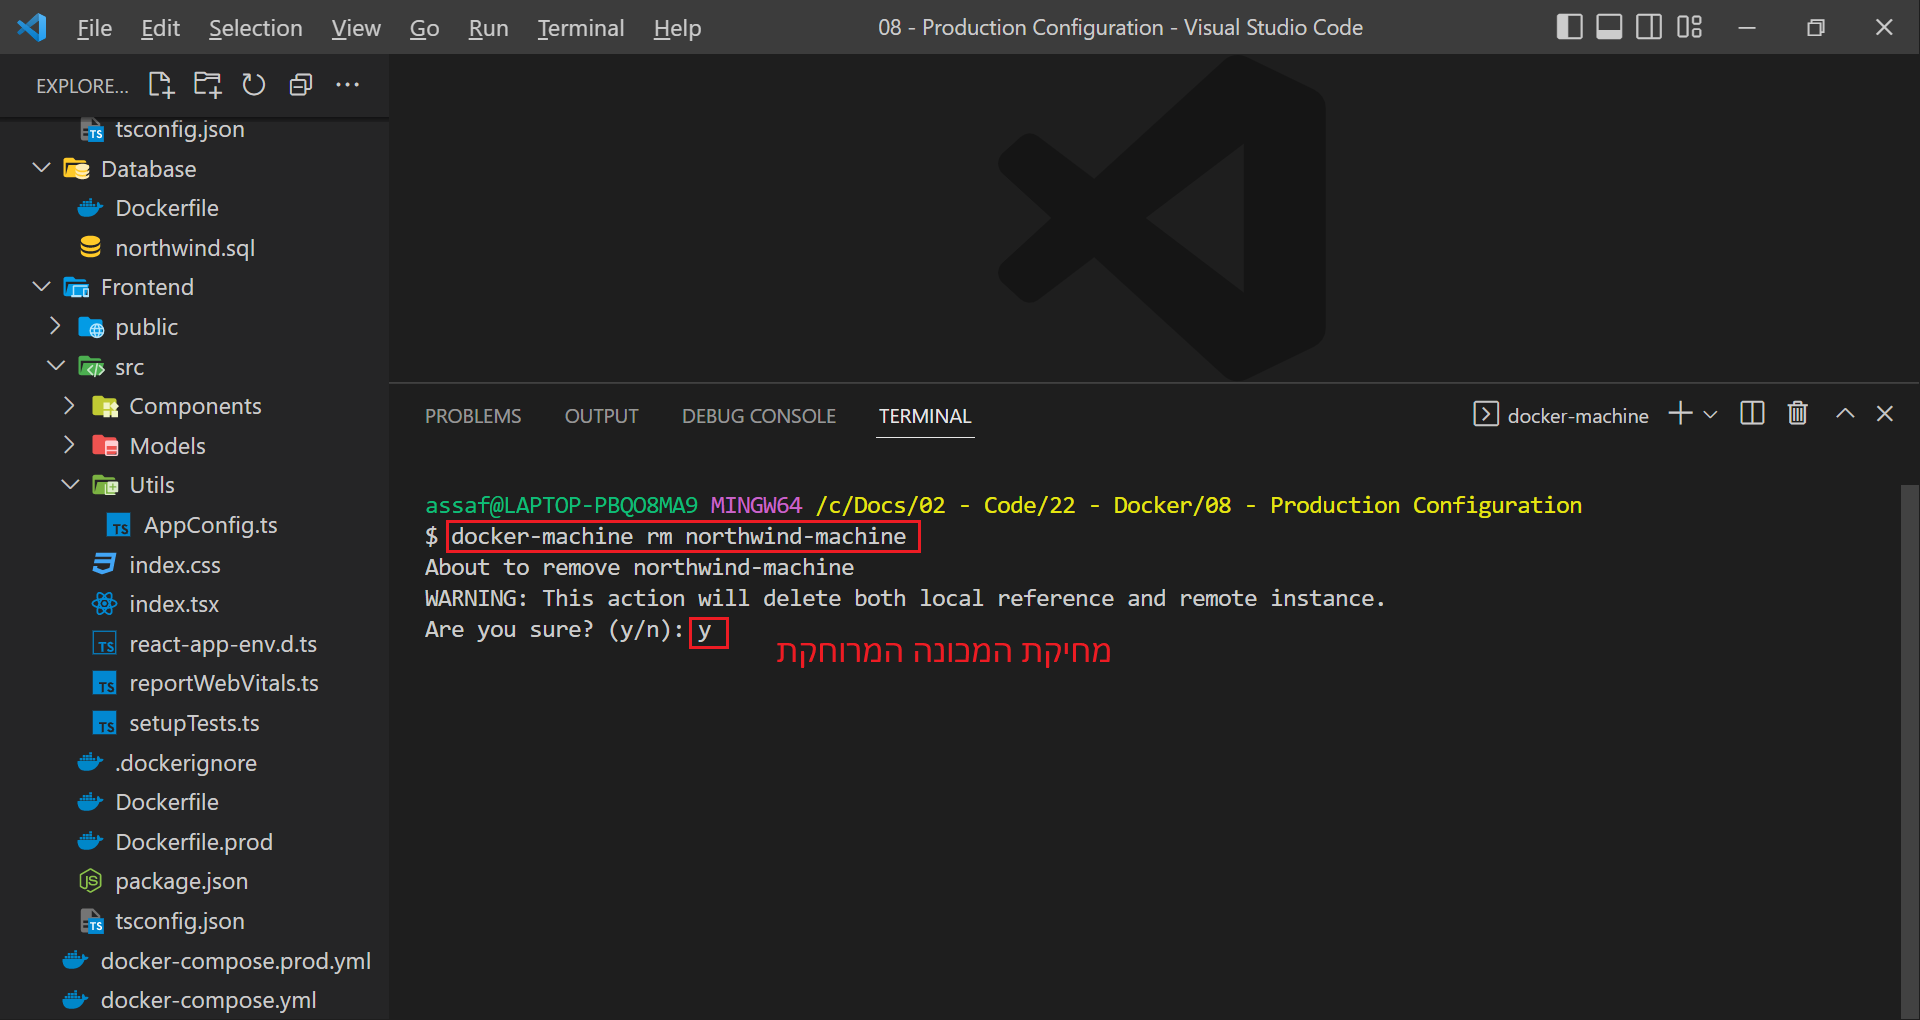 File Edit Selection View Go Run Terminal Help
08 - Production Configuration - Visual Studio Code
EXPLORE...
tsconfig.json
Database
Dockerfile
northwind.sql
Frontend
public
src
Components
Models
Utils
AppConfig.ts
index.css
index.tsx
react-app-env.d.ts
reportWebVitals.ts
setupTests.ts
.dockerignore
Dockerfile
Dockerfile.prod
package.json
tsconfig.json
docker-compose.prod.yml
docker-compose.yml
PROBLEMS OUTPUT DEBUG CONSOLE TERMINAL
docker-machine
assaf@LAPTOP-PBQO8MA9 MINGW64 /c/Docs/02 - Code/22 - Docker/08 - Production Configuration
$ docker-machine rm northwind-machine
About to remove northwind-machine
WARNING: This action will delete both local reference and remote instance.
Are you sure? (y/n): y
מחיקת המכונה המרוחקת